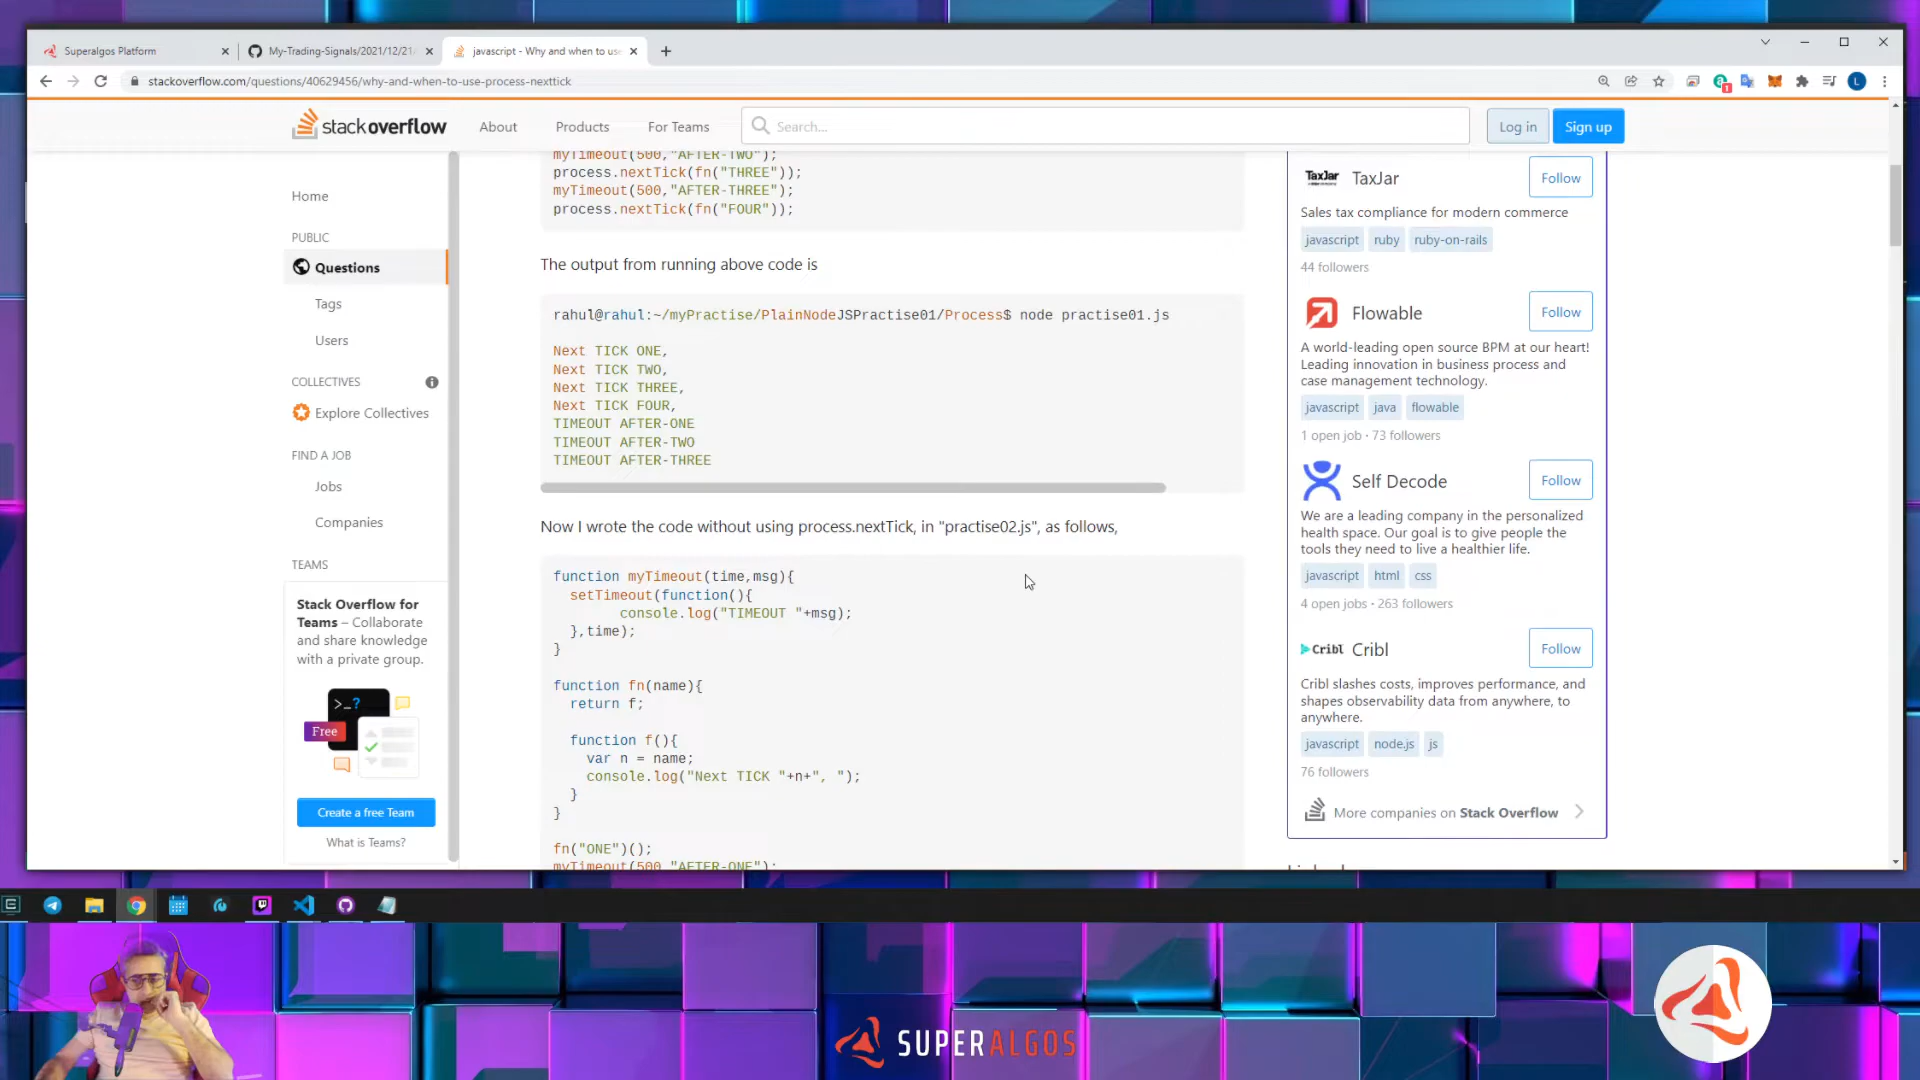 Superalgos Platform
My-Trading-Signals/2021/12/21
javascript - Why and when to use
stackoverflow.com/questions/40629456/why-and-when-to-use-process-nexttick
1
L
stackoverflow
About
Products
For Teams
Search...
Log in
Sign up
Home
PUBLIC
Questions
Tags
Users
COLLECTIVES
Explore Collectives
FIND A JOB
Jobs
Companies
TEAMS
Stack Overflow for
Teams – Collaborate
and share knowledge
with a private group.
>_?
Free
Create a free Team
What is Teams?
myTimeout(500,"AFTER-TWO");
process.nextTick(fn("THREE"));
myTimeout(500,"AFTER-THREE");
process.nextTick(fn("FOUR"));
The output from running above code is
rahul@rahul:~/myPractise/PlainNodeJSPractise01/Process$ node practise01.js
Next TICK ONE,
Next TICK TWO,
Next TICK THREE,
Next TICK FOUR,
TIMEOUT AFTER-ONE
TIMEOUT AFTER-TWO
TIMEOUT AFTER-THREE
Now I wrote the code without using process.nextTick, in "practise02.js", as follows,
function myTimeout(time,msg){
setTimeout(function(){
console.log("TIMEOUT "+msg);
},time);
}
function fn(name){
return f;
function f(){
var n = name;
console.log("Next TICK "+n+", ");
}
}
fn("ONE")();
myTimeout(500,"AFTER-ONE");
TaxJar
TaxJar
Follow
Sales tax compliance for modern commerce
javascript ruby ruby-on-rails
44 followers
Flowable
Follow
A world-leading open source BPM at our heart!
Leading innovation in business process and
case management technology.
javascript java flowable
1 open job · 73 followers
Self Decode
Follow
We are a leading company in the personalized
health space. Our goal is to give people the
tools they need to live a healthier life.
javascript html css
4 open jobs · 263 followers
Cribl Cribl
Follow
Cribl slashes costs, improves performance, and
shapes observability data from anywhere, to
anywhere.
javascript node.js js
76 followers
More companies on Stack Overflow
SUPERALGOS